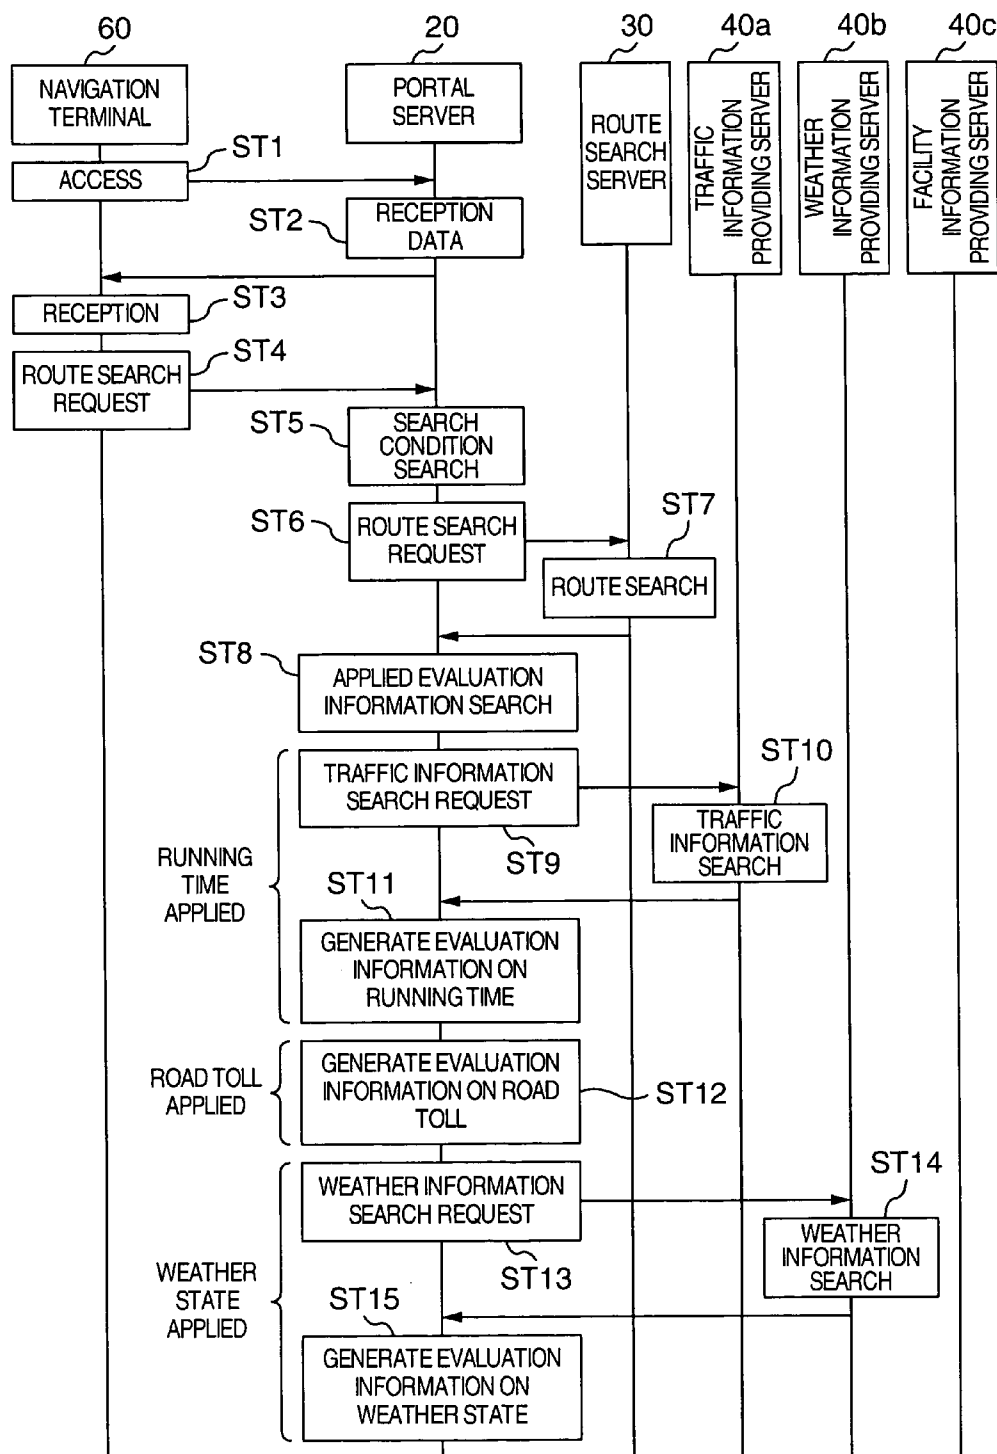 60
20
30
40a
40b
40c
NAVIGATION
TERMINAL
PORTAL
SERVER
ROUTE
SEARCH
SERVER
TRAFFIC
INFORMATION
PROVIDING SERVER
WEATHER
INFORMATION
PROVIDING SERVER
FACILITY
INFORMATION
PROVIDING SERVER
ST1
ACCESS
ST2
RECEPTION
DATA
ST3
RECEPTION
ST4
ROUTE SEARCH
REQUEST
ST5
SEARCH
CONDITION
SEARCH
ST6
ROUTE SEARCH
REQUEST
ST7
ROUTE SEARCH
ST8
APPLIED EVALUATION
INFORMATION SEARCH
RUNNING
TIME
APPLIED
TRAFFIC INFORMATION
SEARCH REQUEST
ST9
ST10
TRAFFIC
INFORMATION
SEARCH
ST11
GENERATE EVALUATION
INFORMATION ON
RUNNING TIME
ROAD TOLL
APPLIED
GENERATE EVALUATION
INFORMATION ON ROAD
TOLL
ST12
WEATHER
STATE
APPLIED
WEATHER INFORMATION
SEARCH REQUEST
ST13
ST14
WEATHER
INFORMATION
SEARCH
ST15
GENERATE EVALUATION
INFORMATION ON
WEATHER STATE